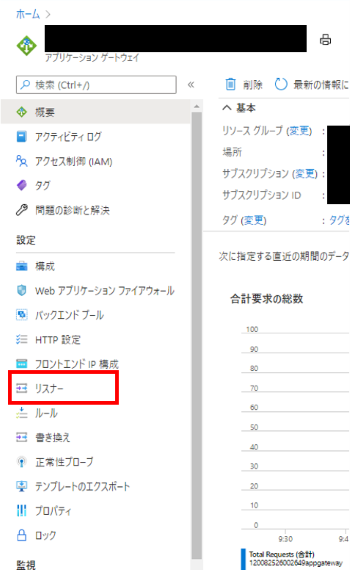 ホーム >
アプリケーション ゲートウェイ
検索 (Ctrl+/)
«
削除 最新の情報に
概要
アクティビティ ログ
アクセス制御 (IAM)
タグ
問題の診断と解決
設定
構成
Web アプリケーション ファイアウォール
バックエンド プール
HTTP 設定
フロントエンド IP 構成
リスナー
ルール
書き換え
正常性プローブ
テンプレートのエクスポート
プロパティ
ロック
監視
基本
リソース グループ (変更) :
場所 :
サブスクリプション (変更) :
サブスクリプション ID :
タグ (変更) : タグを
次に指定する直近の期間のデータ
合計要求の総数
100
90
80
70
60
50
40
30
20
10
0
9:30 9:4
Total Requests (合計)
120082526002649appgateway